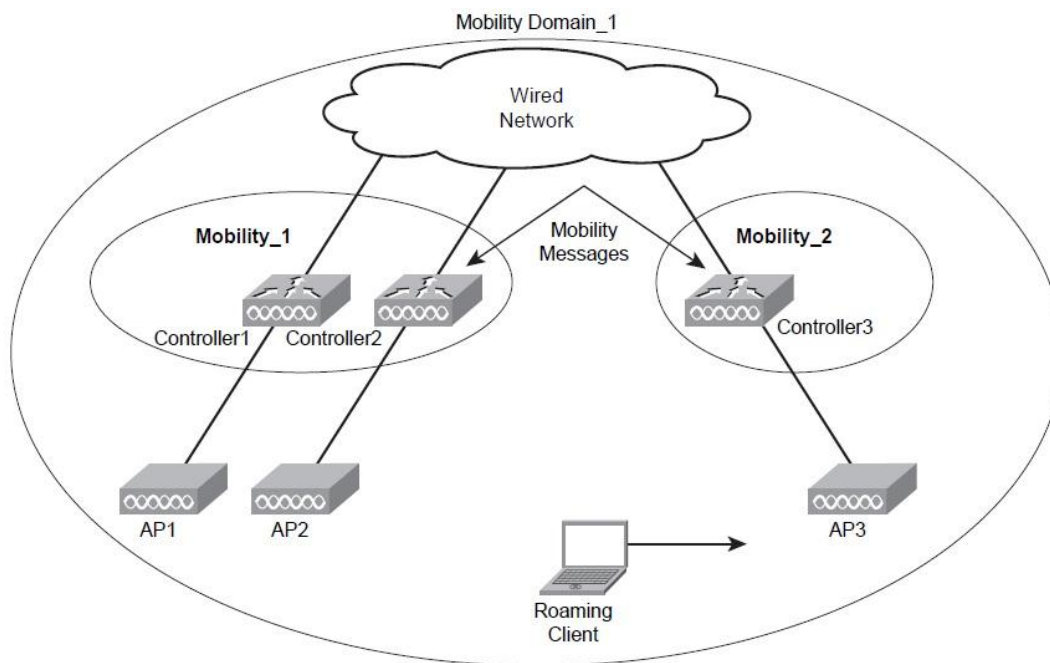 Mobility Domain_1
Wired
Network
Mobility_1
Mobility
Messages
Mobility_2
Controller1
Controller2
Controller3
AP1
AP2
AP3
Roaming
Client